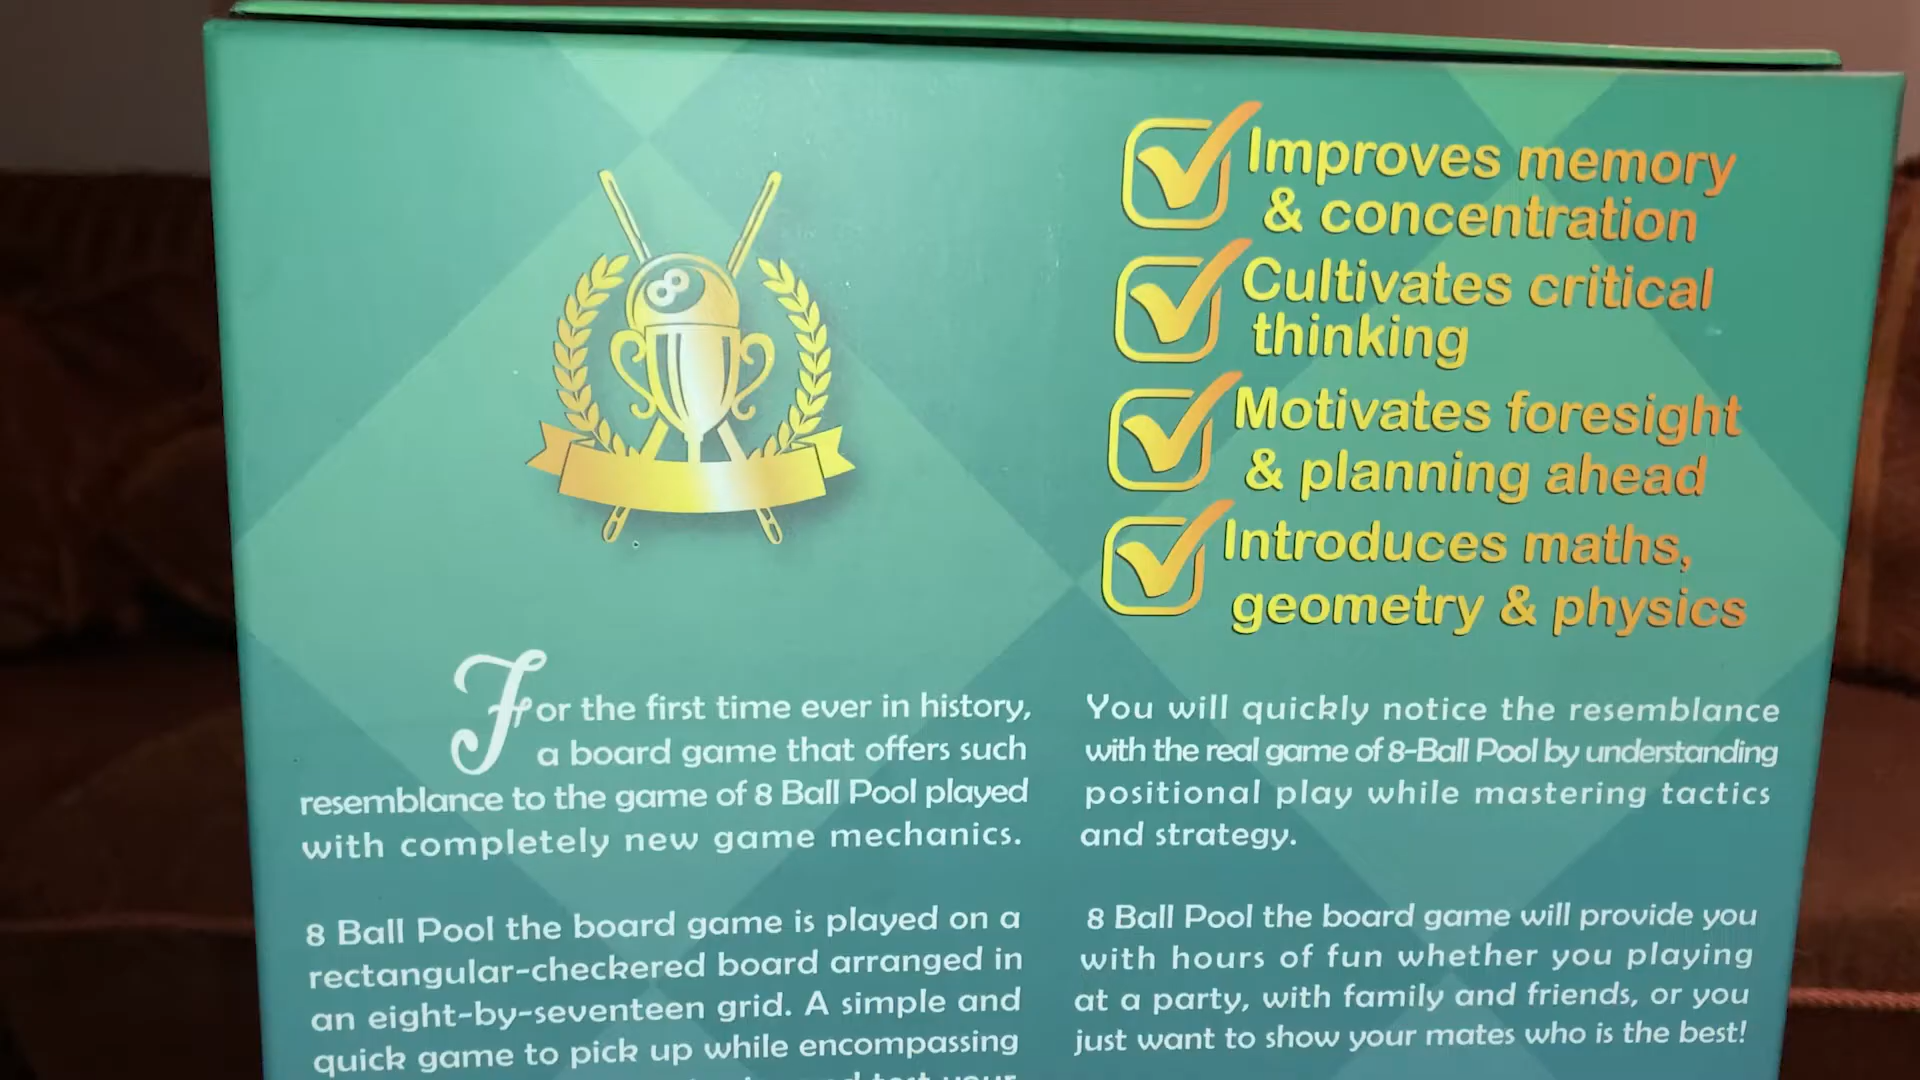 8
Improves memory
& concentration
Cultivates critical
thinking
Motivates foresight
& planning ahead
Introduces maths,
geometry & physics
For the first time ever in history,
a board game that offers such
resemblance to the game of 8 Ball Pool played
with completely new game mechanics.
8 Ball Pool the board game is played on a
rectangular-checkered board arranged in
an eight-by-seventeen grid. A simple and
quick game to pick up while encompassing
You will quickly notice the resemblance
with the real game of 8-Ball Pool by understanding
positional play while mastering tactics
and strategy.
8 Ball Pool the board game will provide you
with hours of fun whether you playing
at a party, with family and friends, or you
just want to show your mates who is the best!